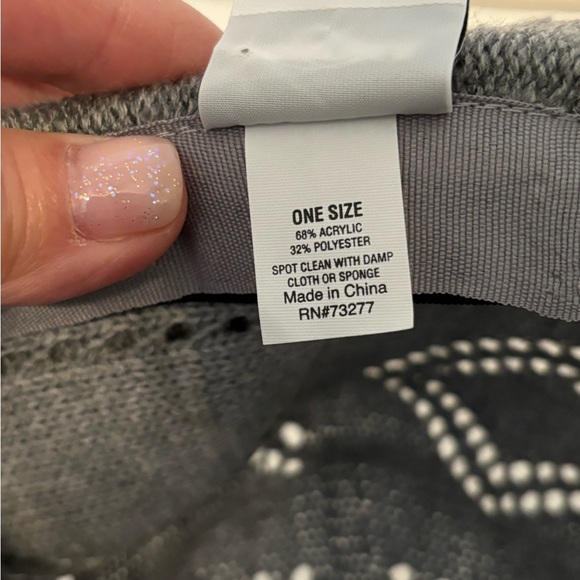 ONE SIZE
68% ACRYLIC
32% POLYESTER
SPOT CLEAN WITH DAMP
CLOTH OR SPONGE
Made in China
RN#73277